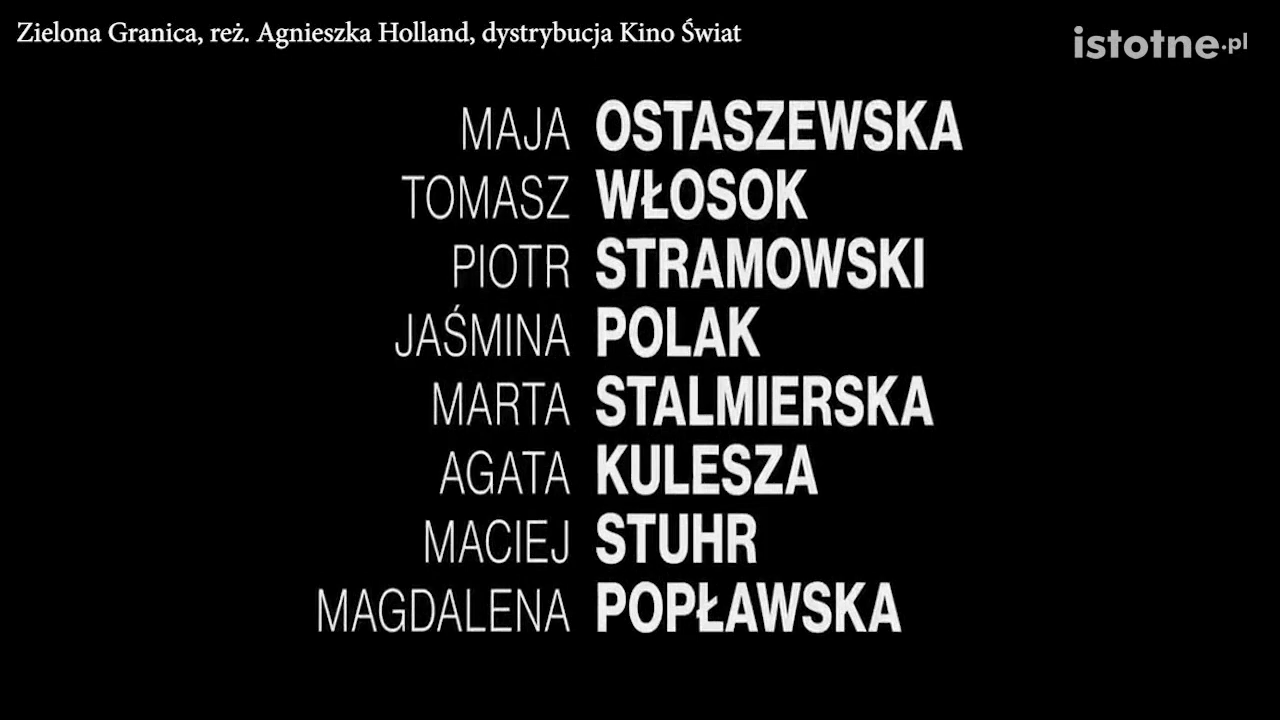 Zielona Granica, reż. Agnieszka Holland, dystrybucja Kino Świat
istotne.pl
MAJA OSTASZEWSKA
TOMASZ WŁOSOK
PIOTR STRAMOWSKI
JAŚMINA POLAK
MARTA STALMIERSKA
AGATA KULESZA
MACIEJ STUHR
MAGDALENA POPŁAWSKA